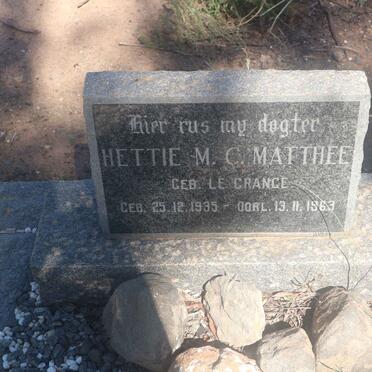 Hier rus my dogter
HETTIE M. C. MATTHEE
GEB. LE GRANGE
GEB. 25.12.1935 - OORL. 13.11.1963